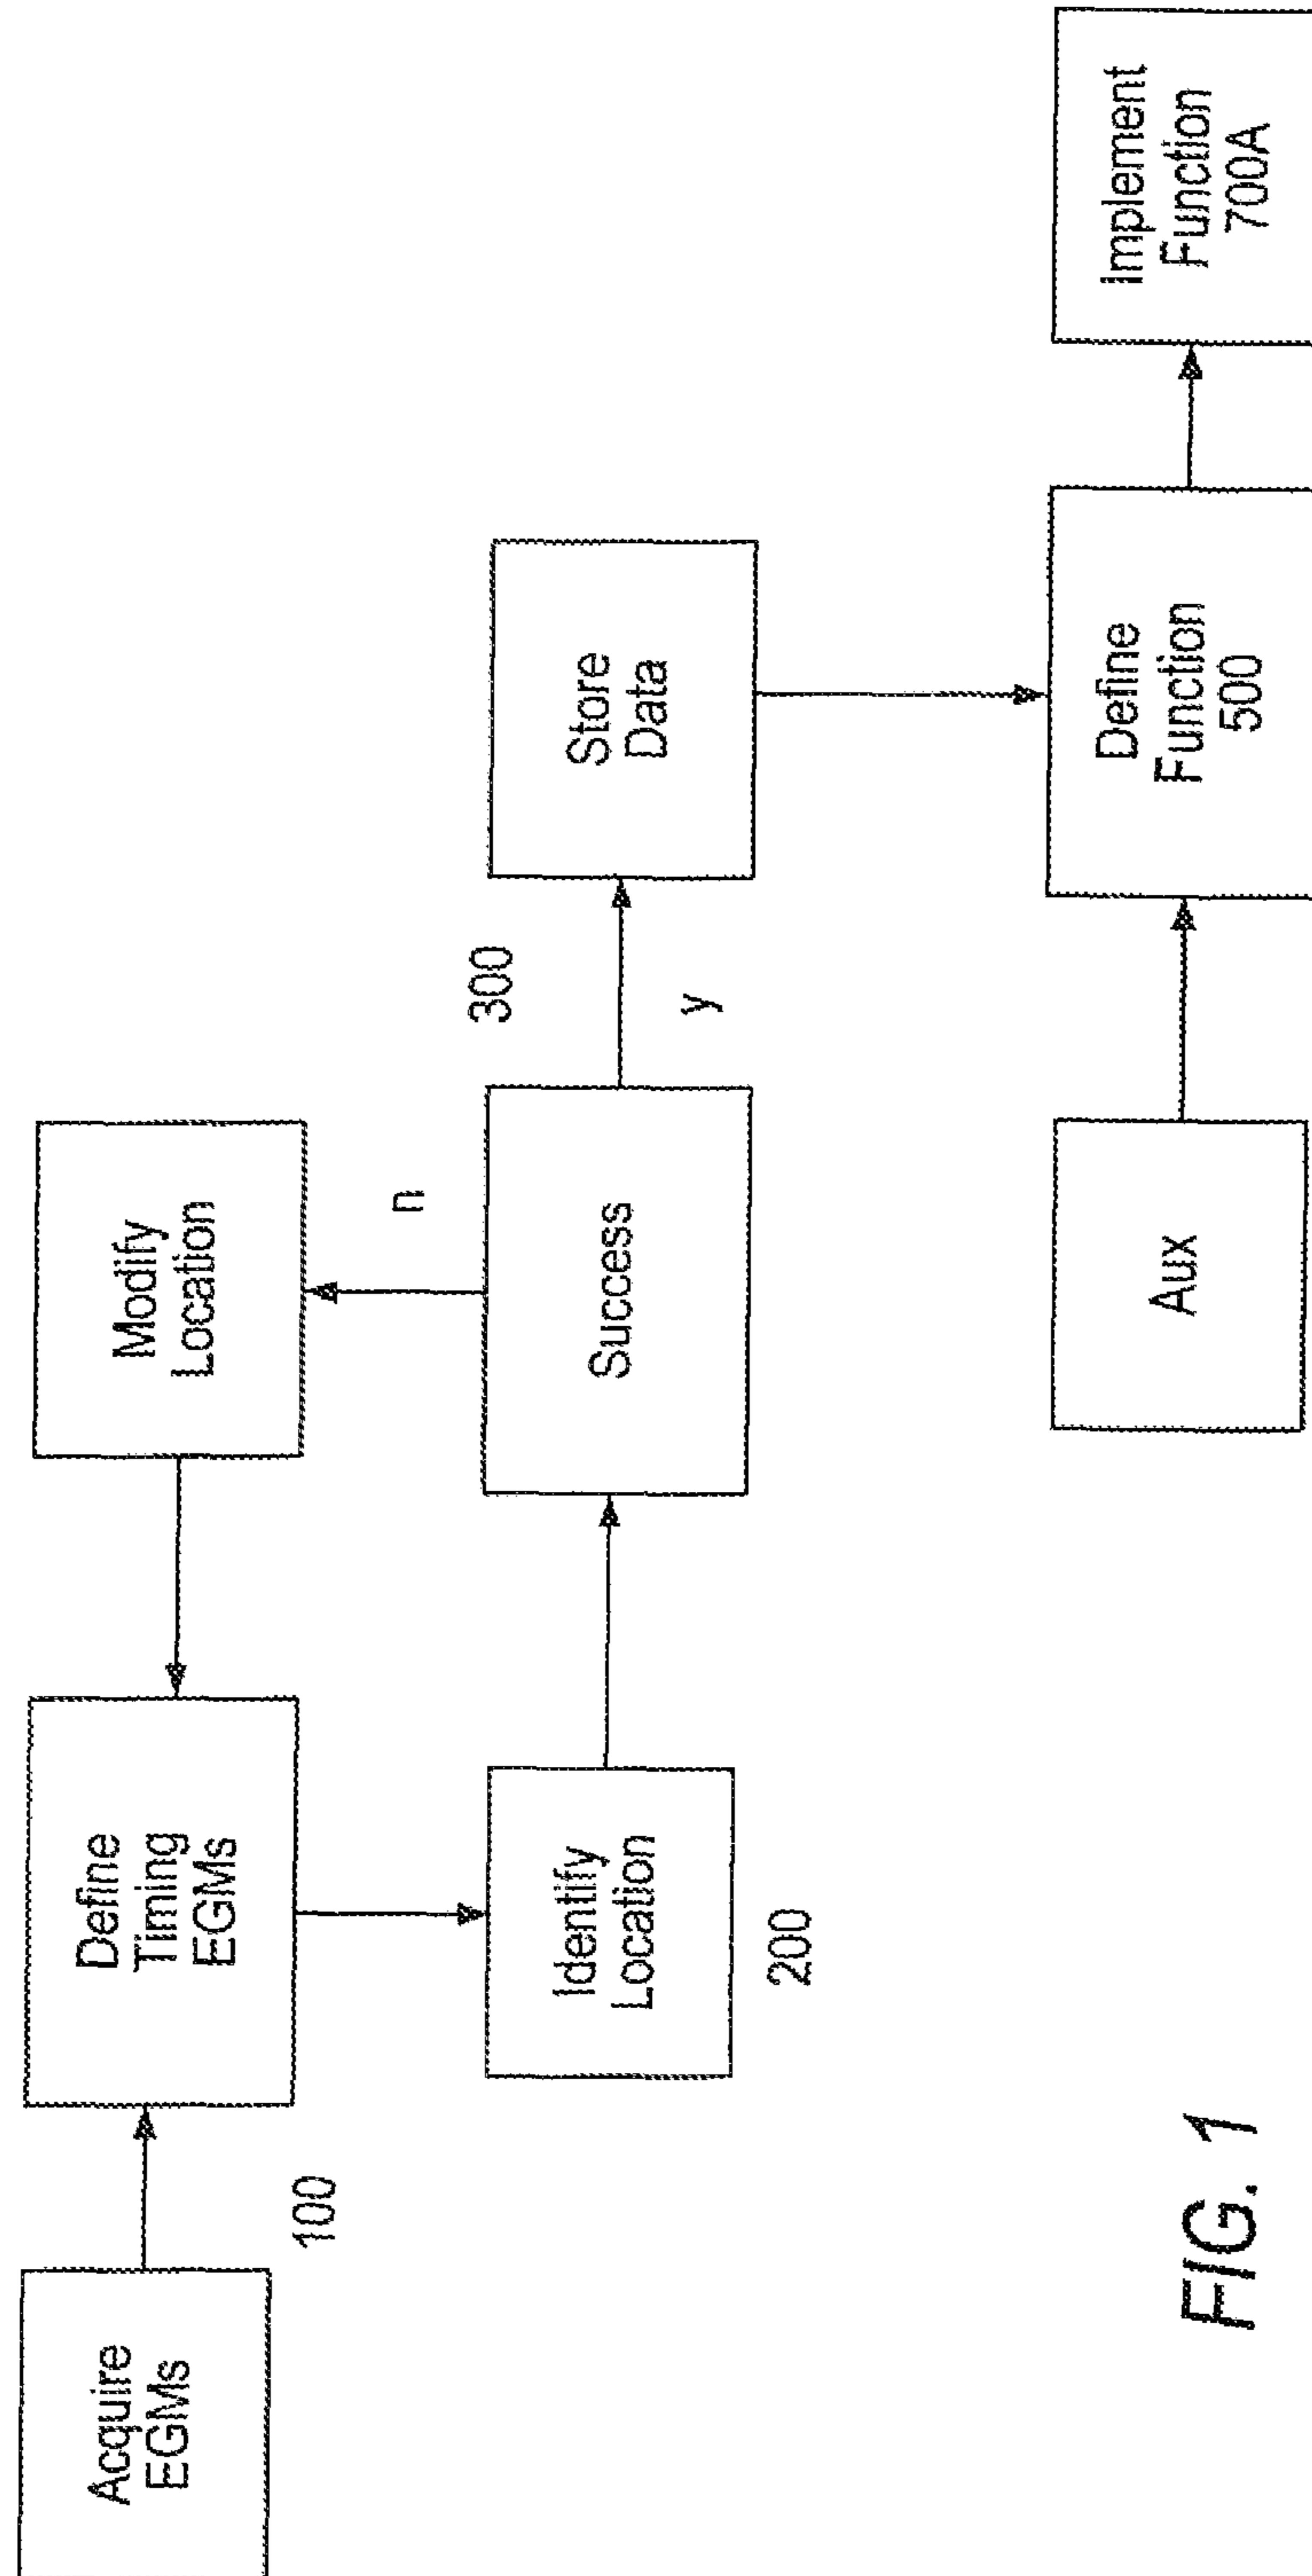 Acquire
EGMs
100
Define
Timing
EGMs
Identify
Location
200
Modify
Location
n
Success
300
y
Store
Data
Aux
Define
Function
500
Implement
Function
700A
FIG. 1